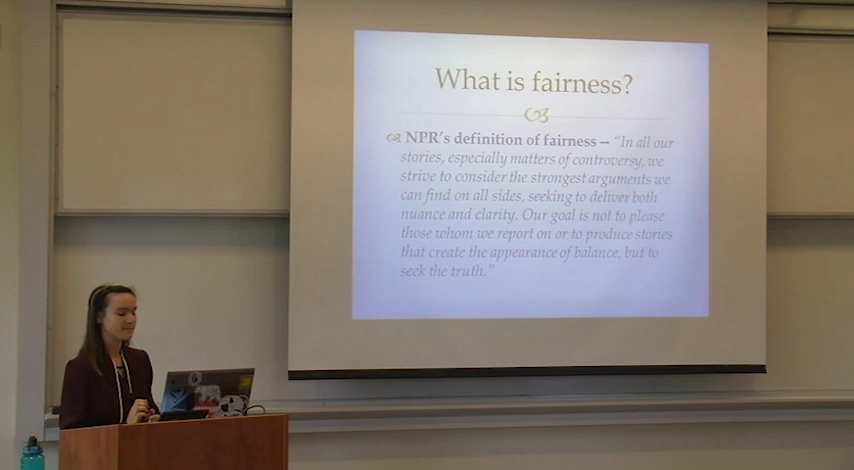 What is fairness?
NPR's definition of fairness – "In all our
stories, especially matters of controversy, we
strive to consider the strongest arguments we
can find on all sides, seeking to deliver both
nuance and clarity. Our goal is not to please
those whom we report on or to produce stories
that create the appearance of balance, but to
seek the truth."